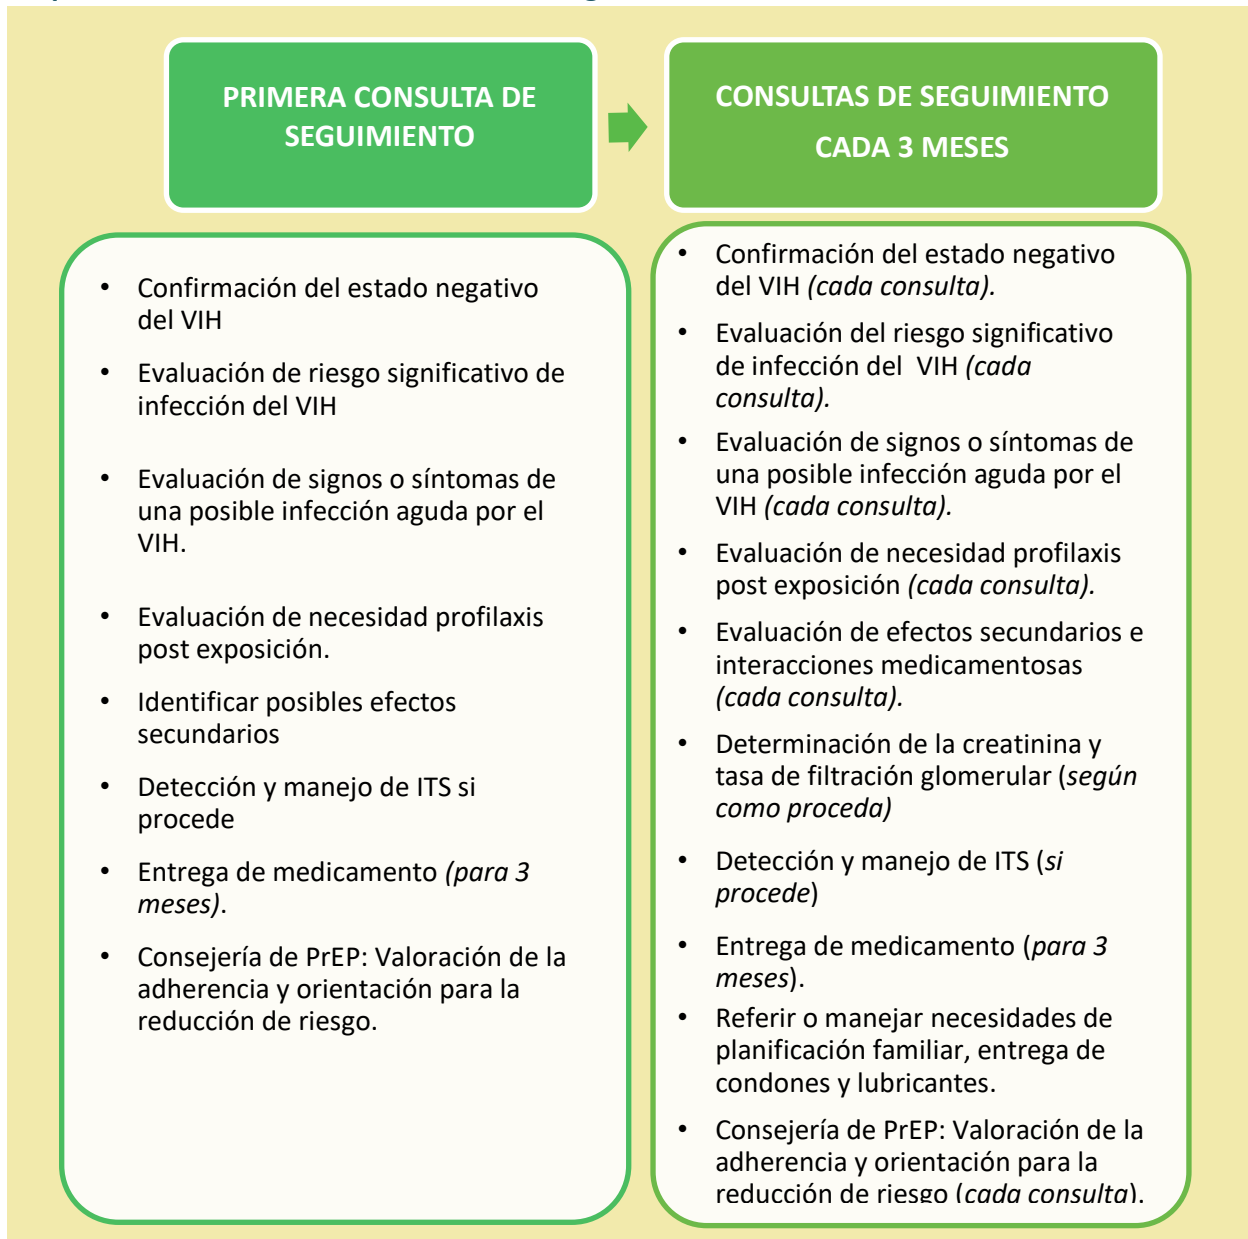 PRIMERA CONSULTA DE
SEGUIMIENTO
CONSULTAS DE SEGUIMIENTO
CADA 3 MESES
• Confirmación del estado negativo
del VIH
• Evaluación de riesgo significativo de
infección del VIH
• Evaluación de signos o síntomas de
una posible infección aguda por el
VIH.
• Evaluación de necesidad profilaxis
post exposición.
• Identificar posibles efectos
secundarios
• Detección y manejo de ITS si
procede
• Entrega de medicamento (para 3
meses).
• Consejería de PrEP: Valoración de la
adherencia y orientación para la
reducción de riesgo.
• Confirmación del estado negativo
del VIH (cada consulta).
• Evaluación del riesgo significativo
de infección del  VIH (cada
consulta).
• Evaluación de signos o síntomas de
una posible infección aguda por el
VIH (cada consulta).
• Evaluación de necesidad profilaxis
post exposición (cada consulta).
• Evaluación de efectos secundarios e
interacciones medicamentosas
(cada consulta).
• Determinación de la creatinina y
tasa de filtración glomerular (según
como proceda)
• Detección y manejo de ITS (si
procede)
• Entrega de medicamento (para 3
meses).
• Referir o manejar necesidades de
planificación familiar, entrega de
condones y lubricantes.
• Consejería de PrEP: Valoración de la
adherencia y orientación para la
reducción de riesgo (cada consulta).